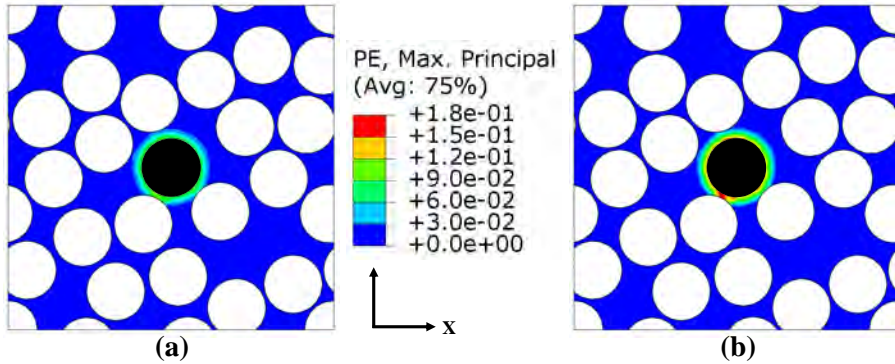 PE, Max. Principal
(Avg: 75%)
+1.8e-01
+1.5e-01
+1.2e-01
+9.0e-02
+6.0e-02
+3.0e-02
+0.0e+00
x
(a)
(b)